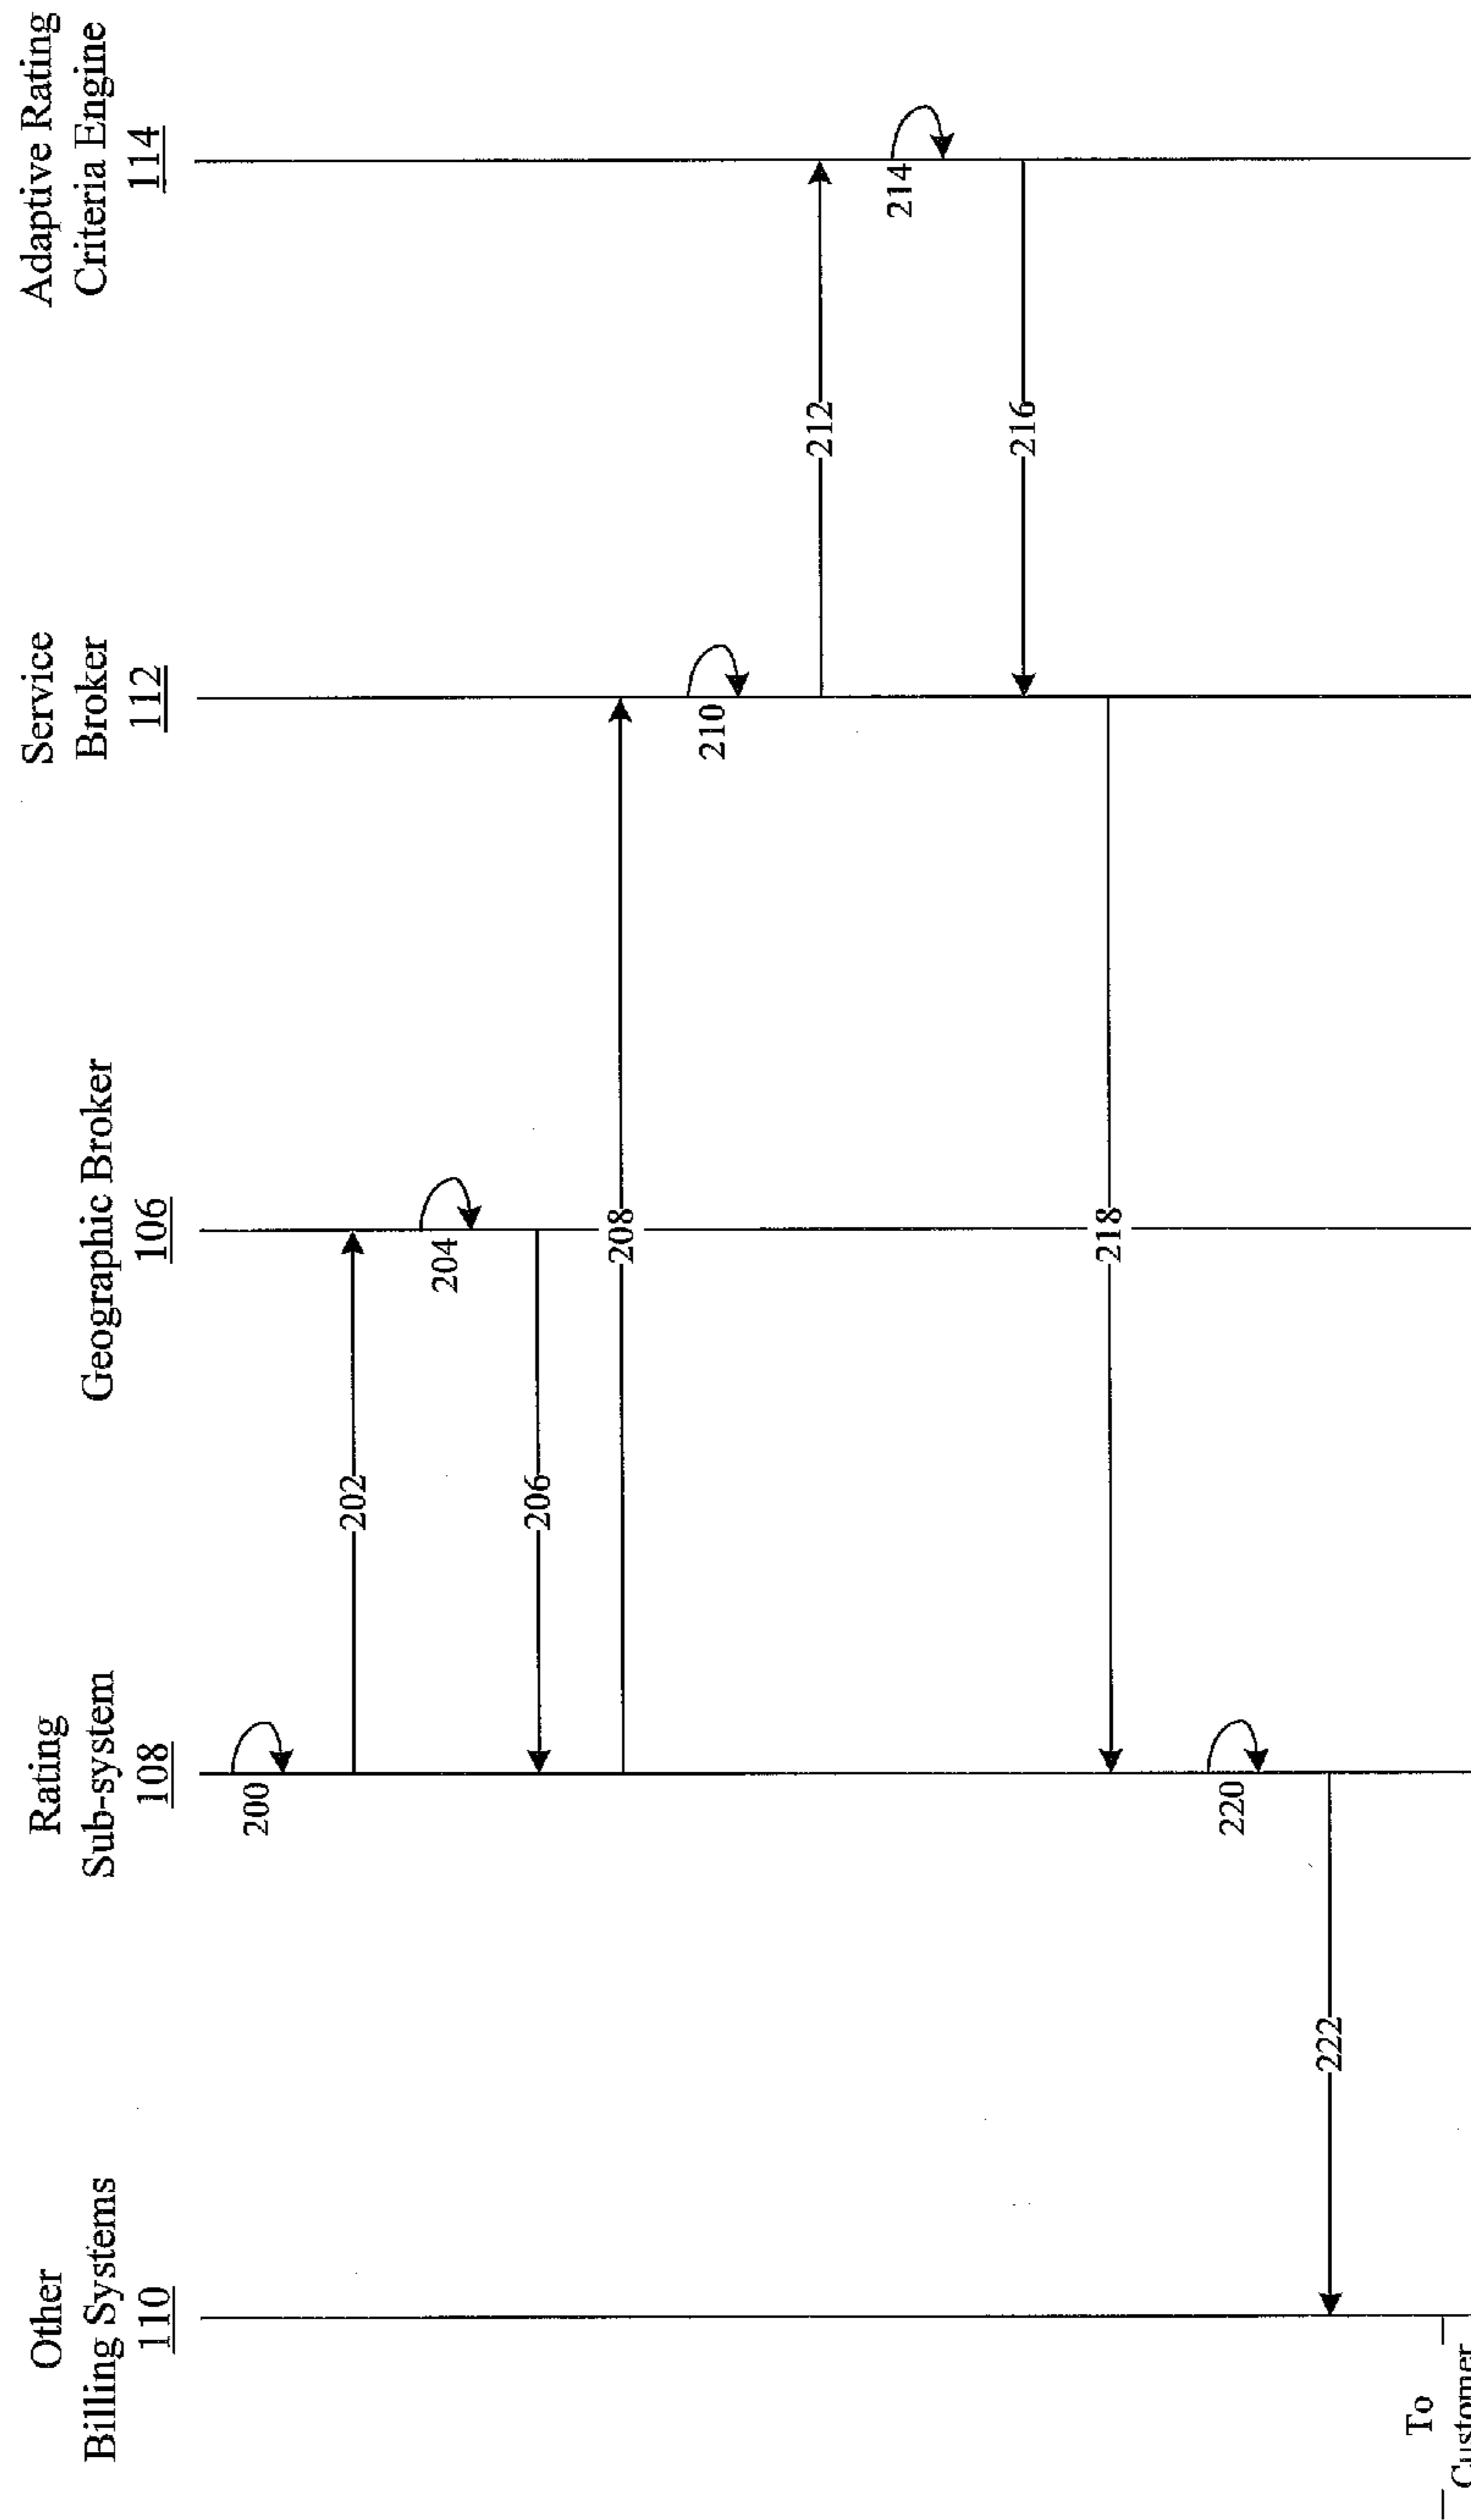 Other
Billing Systems
110
Rating
Sub-system
108
Geographic Broker
106
Service
Broker
112
Adaptive Rating
Criteria Engine
114
200
202
204
206
208
210
212
214
216
218
220
222
To
Customer